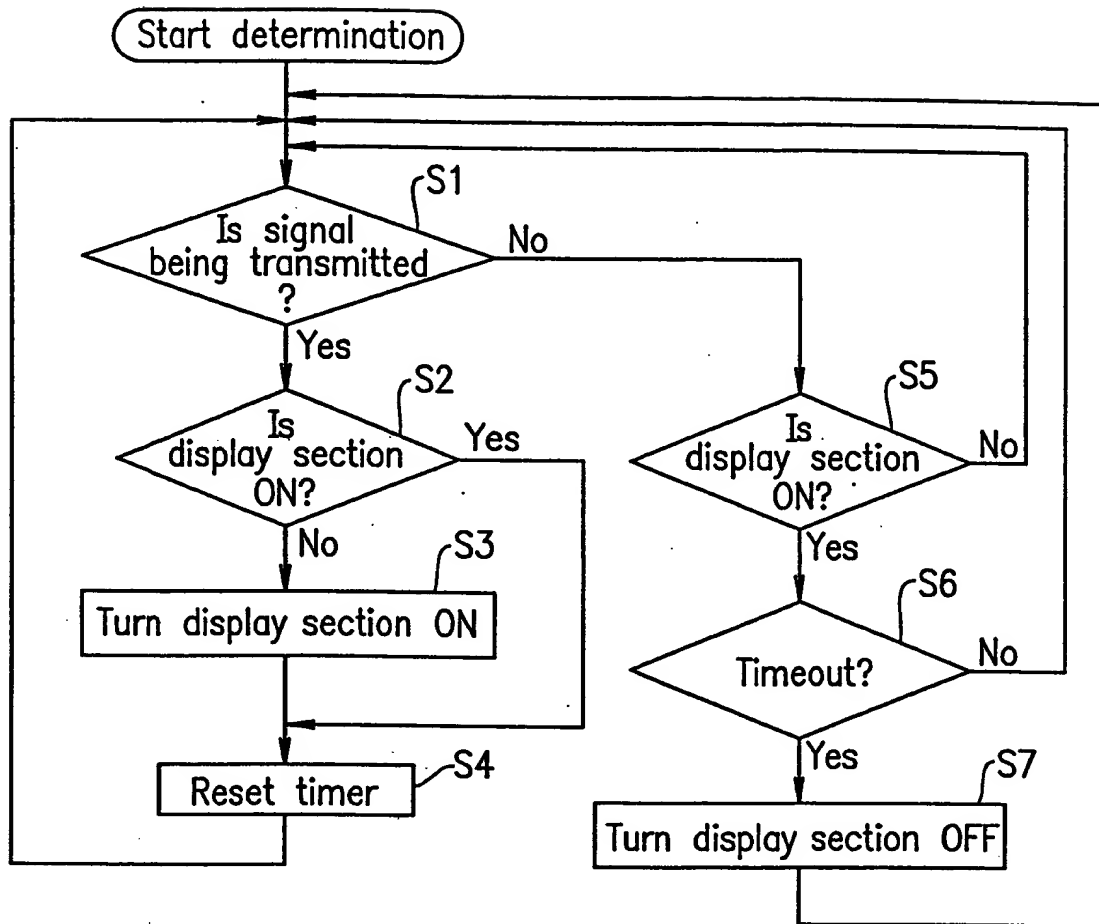 Start determination
S1
Is signal
being transmitted
?
No
Yes
S2
Is
display section
ON?
Yes
No
S3
Turn display section ON
S4
Reset timer
S5
Is
display section
ON?
No
Yes
S6
Timeout?
No
Yes
S7
Turn display section OFF